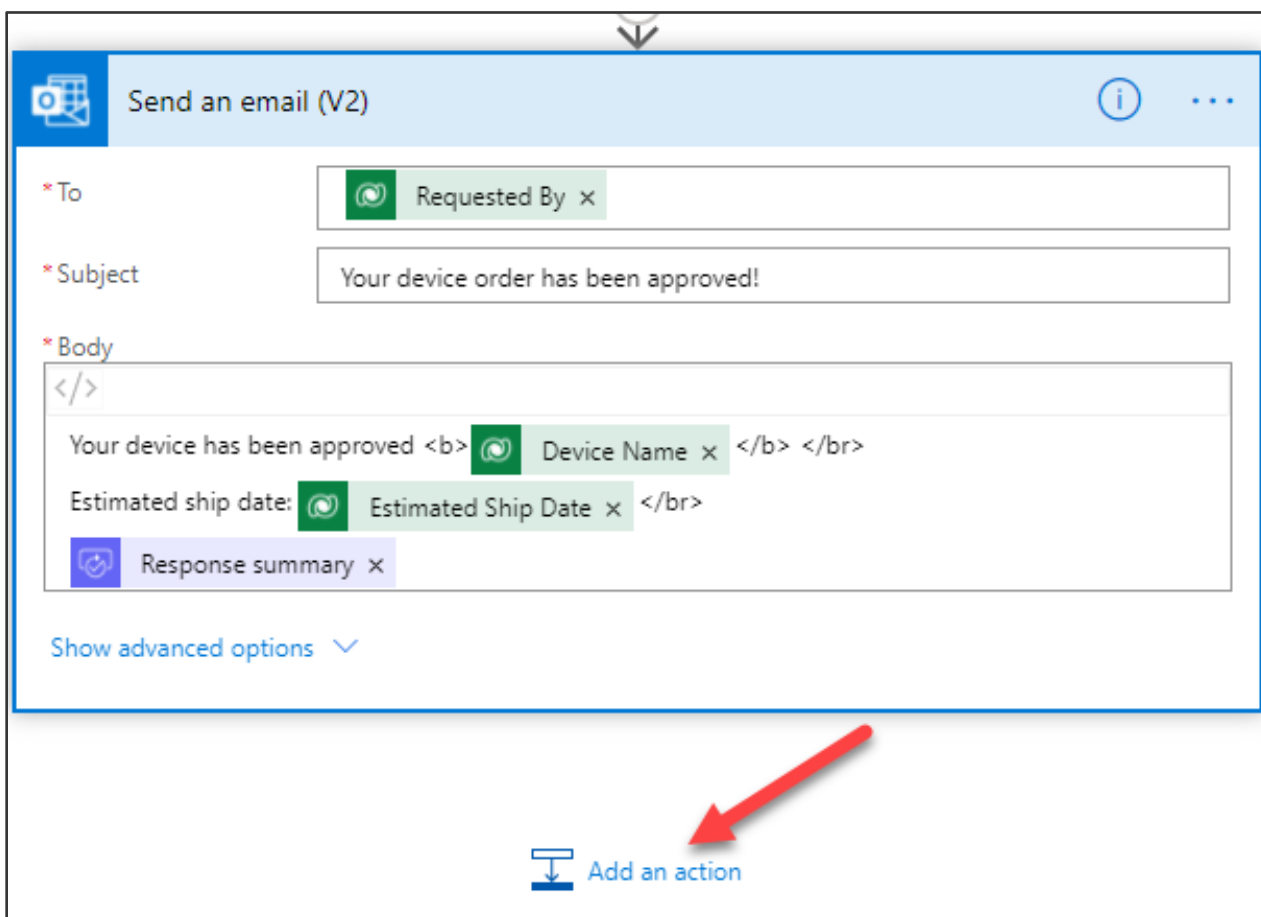 Send an email (V2)
* To
Requested By ×
* Subject
Your device order has been approved!
* Body
</>
Your device has been approved <b> Device Name × </b> </br>
Estimated ship date: Estimated Ship Date × </br>
Response summary ×
Show advanced options
Add an action